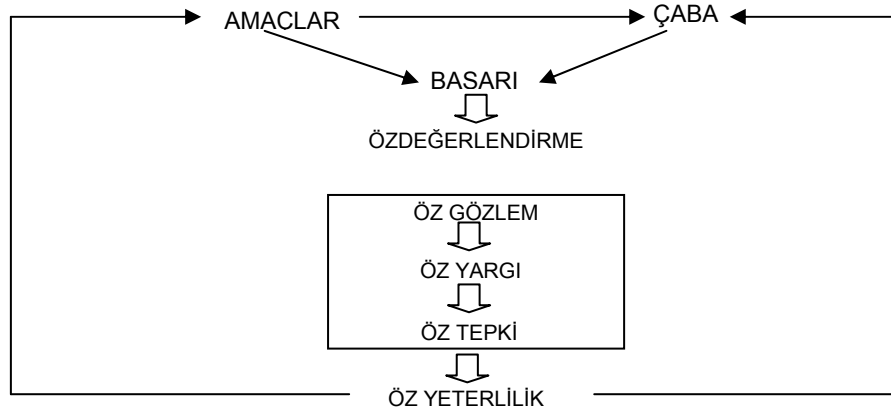 AMACLAR
ÇABA
BASARI
ÖZDEĞERLENDİRME
ÖZ GÖZLEM
ÖZ YARGI
ÖZ TEPKİ
ÖZ YETERLİLİK